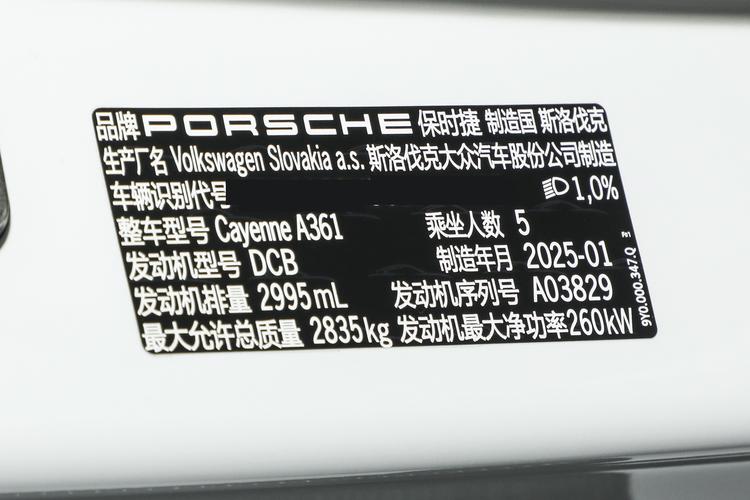 品牌 PORSCHE 保时捷 制造国 斯洛伐克
生产厂名 Volkswagen Slovakia a.s. 斯洛伐克大众汽车股份公司制造
车辆识别代号 1,0%
整车型号 Cayenne A361 乘坐人数 5
发动机型号 DCB 制造年月 2025-01
发动机排量 2995mL 发动机序列号 A03829
最大允许总质量 2835kg 发动机最大净功率260kW
9Y0.000.347.Q